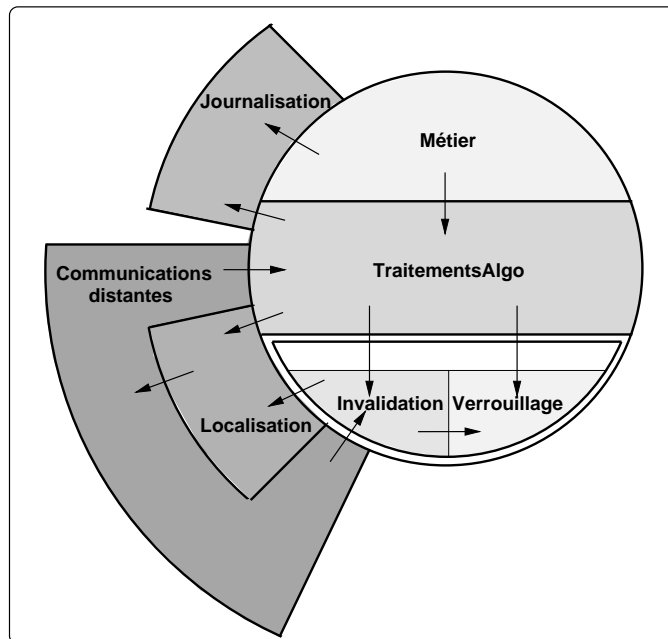 Journalisation
Métier
Communications
distantes
TraitementsAlgo
Localisation
Invalidation
Verrouillage